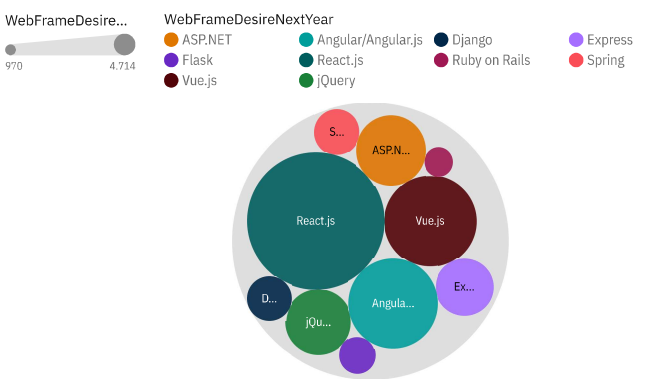 WebFrameDesire...
970
4.714
WebFrameDesireNextYear
ASP.NET
Angular/Angular.js
Django
Express
Flask
React.js
Ruby on Rails
Spring
Vue.js
jQuery
S...
ASP.N...
React.js
Vue.js
Ex...
D...
Angula...
jQu...